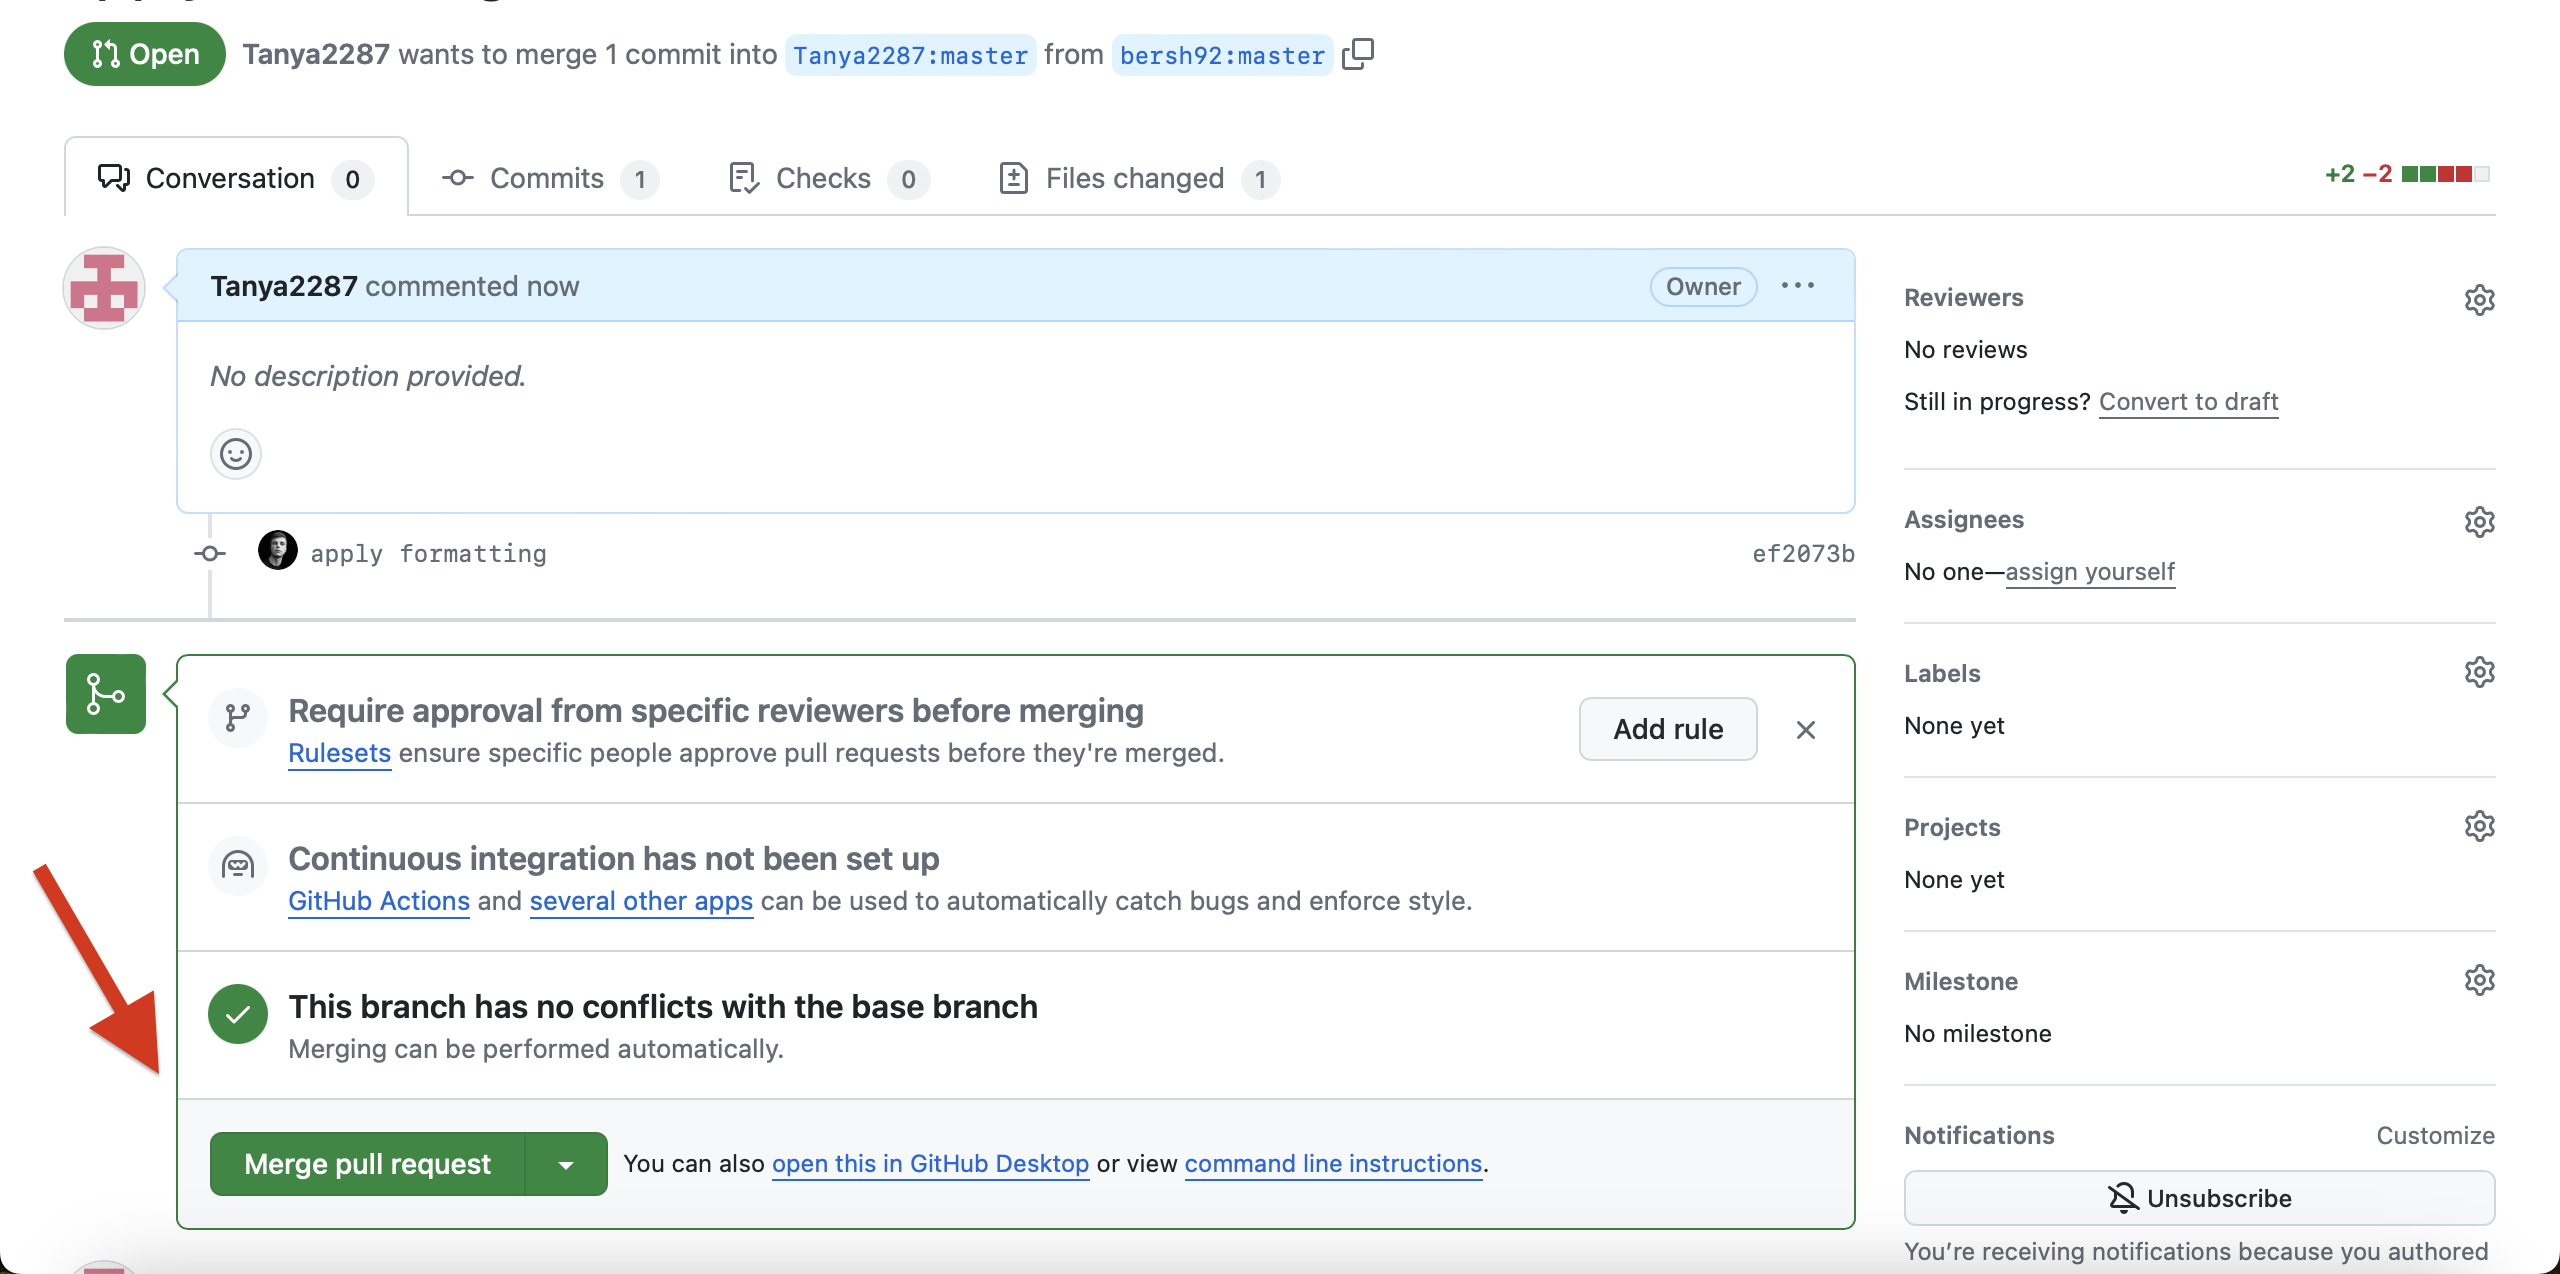 Open Tanya2287 wants to merge 1 commit into Tanya2287:master from bersh92:master
Conversation 0 Commits 1 Checks 0 Files changed 1 +2 −2
Tanya2287 commented now Owner
No description provided.
apply formatting ef2073b
Require approval from specific reviewers before merging
Rulesets ensure specific people approve pull requests before they're merged.
Add rule
Continuous integration has not been set up
GitHub Actions and several other apps can be used to automatically catch bugs and enforce style.
This branch has no conflicts with the base branch
Merging can be performed automatically.
Merge pull request You can also open this in GitHub Desktop or view command line instructions.
Reviewers
No reviews
Still in progress? Convert to draft
Assignees
No one—assign yourself
Labels
None yet
Projects
None yet
Milestone
No milestone
Notifications Customize
Unsubscribe
You're receiving notifications because you authored